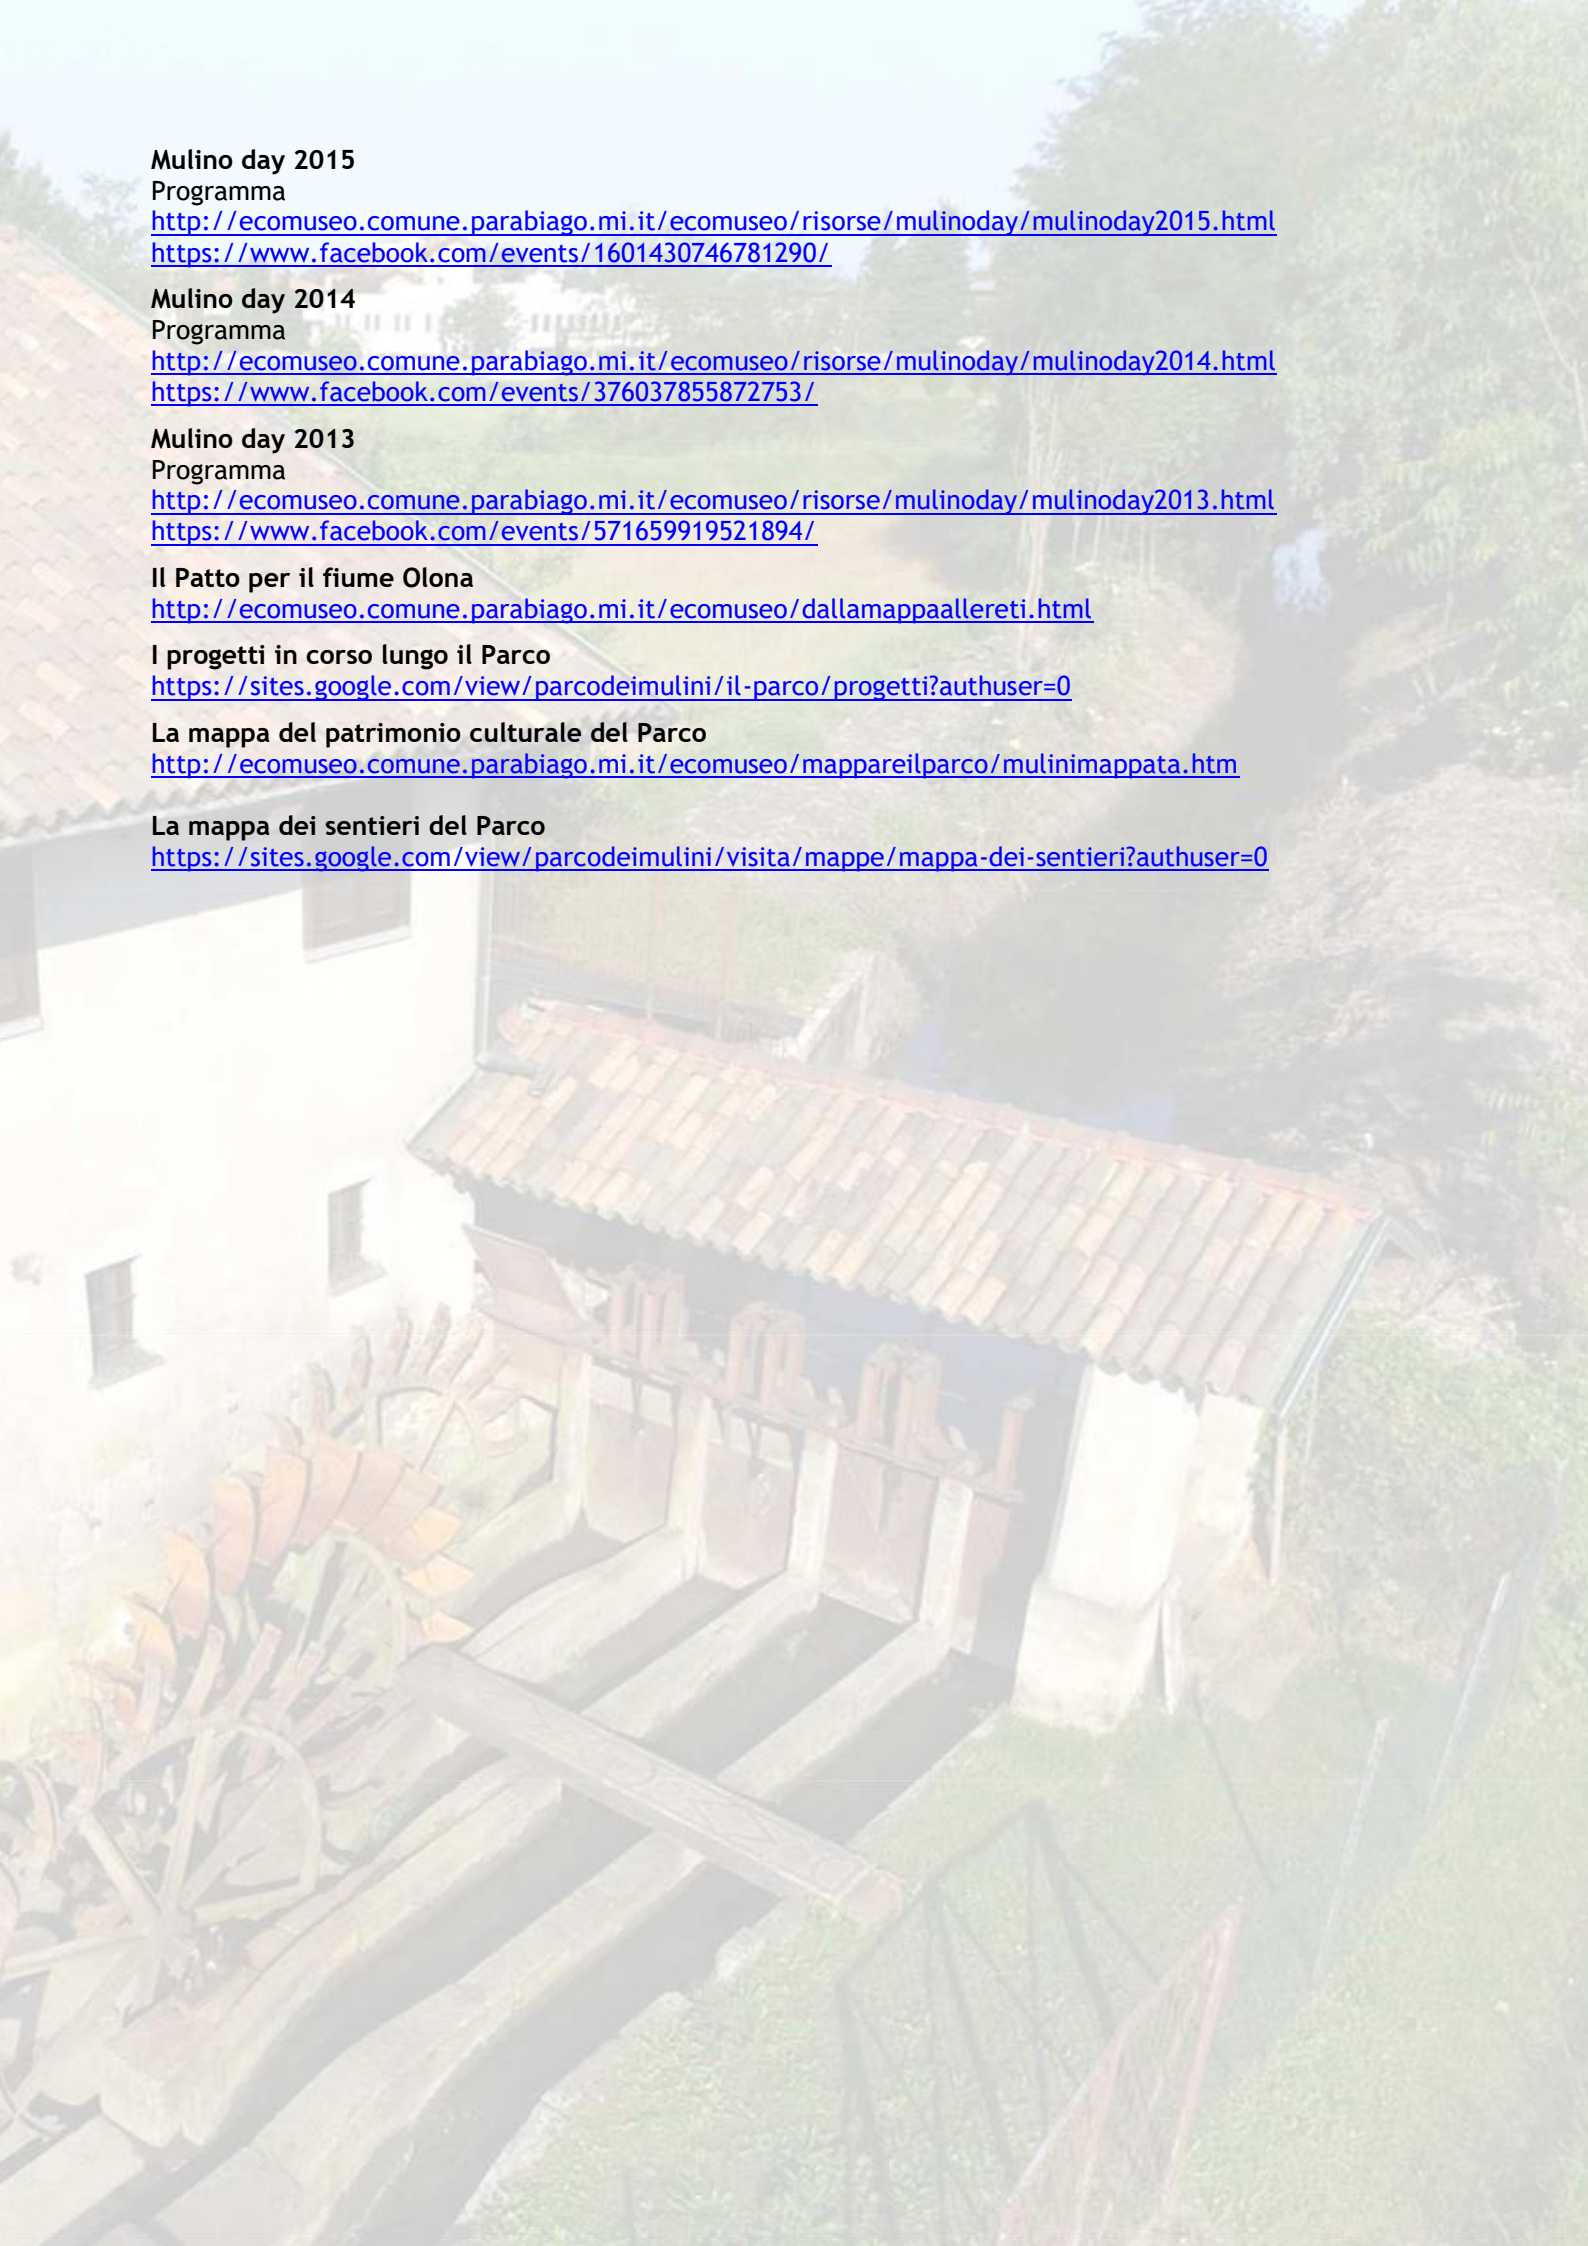 Mulino day 2015
Programma
http://ecomuseo.comune.parabiago.mi.it/ecomuseo/risorse/mulinoday/mulinoday2015.html
https://www.facebook.com/events/1601430746781290/
Mulino day 2014
Programma
http://ecomuseo.comune.parabiago.mi.it/ecomuseo/risorse/mulinoday/mulinoday2014.html
https://www.facebook.com/events/376037855872753/
Mulino day 2013
Programma
http://ecomuseo.comune.parabiago.mi.it/ecomuseo/risorse/mulinoday/mulinoday2013.html
https://www.facebook.com/events/571659919521894/
Il Patto per il fiume Olona
http://ecomuseo.comune.parabiago.mi.it/ecomuseo/dallamappaallereti.html
I progetti in corso lungo il Parco
https://sites.google.com/view/parcodeimulini/il-parco/progetti?authuser=0
La mappa del patrimonio culturale del Parco
http://ecomuseo.comune.parabiago.mi.it/ecomuseo/mappareilparco/mulinimappata.htm
La mappa dei sentieri del Parco
https://sites.google.com/view/parcodeimulini/visita/mappe/mappa-dei-sentieri?authuser=0